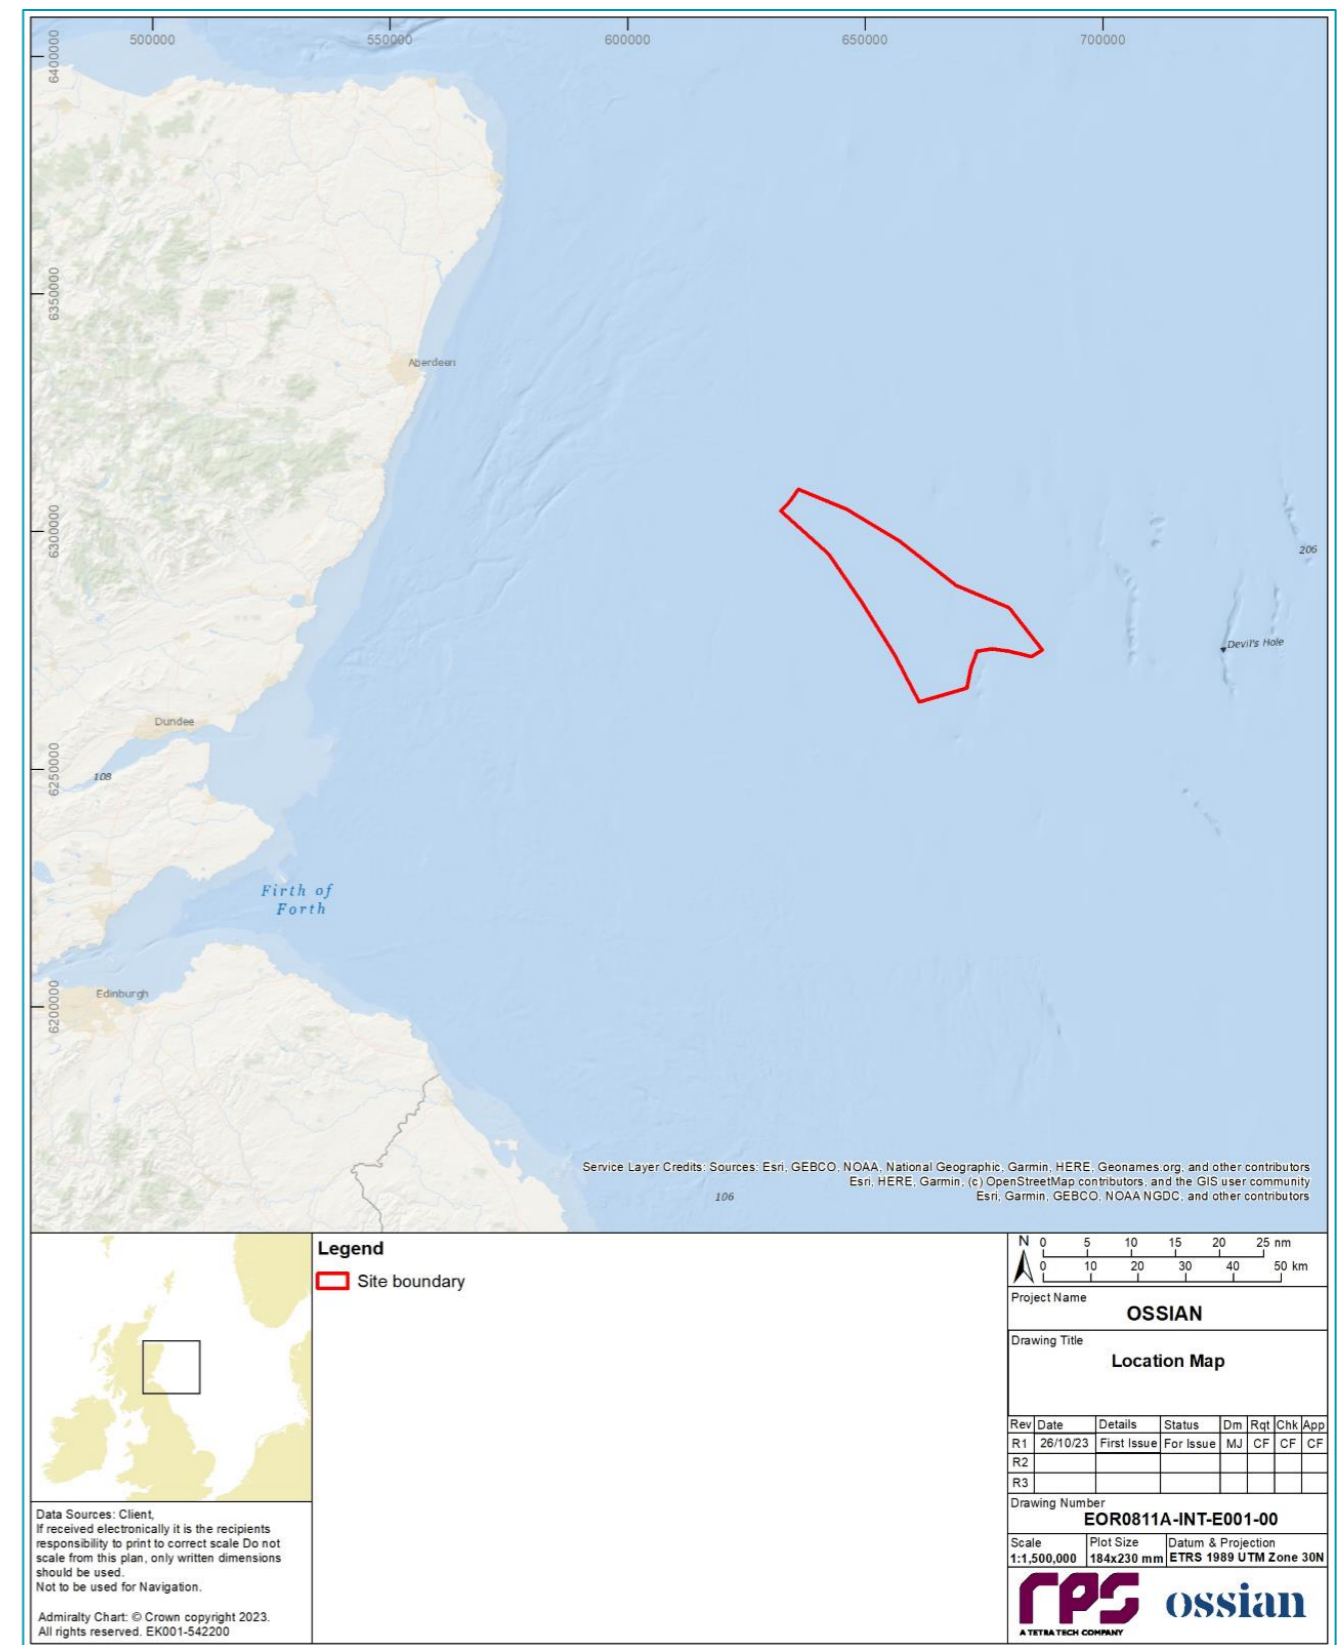 500000
550000
600000
650000
700000
6400000
6350000
6300000
6250000
6200000
Aberdeen
206
Devil's Hole
Dundee
108
Firth of
Forth
Edinburgh
Service Layer Credits: Sources: Esri, GEBCO, NOAA, National Geographic, Garmin, HERE, Geonames.org, and other contributors
Esri, HERE, Garmin, (c) OpenStreetMap contributors, and the GIS user community
Esri, Garmin, GEBCO, NOAA NGDC, and other contributors
106
Legend
Site boundary
Data Sources: Client,
If received electronically it is the recipients
responsibility to print to correct scale Do not
scale from this plan, only written dimensions
should be used.
Not to be used for Navigation.
Admiralty Chart: © Crown copyright 2023.
All rights reserved. EK001-542200
N 0 5 10 15 20 25 nm
0 10 20 30 40 50 km
Project Name
OSSIAN
Drawing Title
Location Map
Rev Date Details Status Dm Rqt Chk App
R1 26/10/23 First Issue For Issue MJ CF CF CF
R2
R3
Drawing Number
EOR0811A-INT-E001-00
Scale Plot Size Datum & Projection
1:1,500,000 184x230 mm ETRS 1989 UTM Zone 30N
rps ossian
A TETRA TECH COMPANY